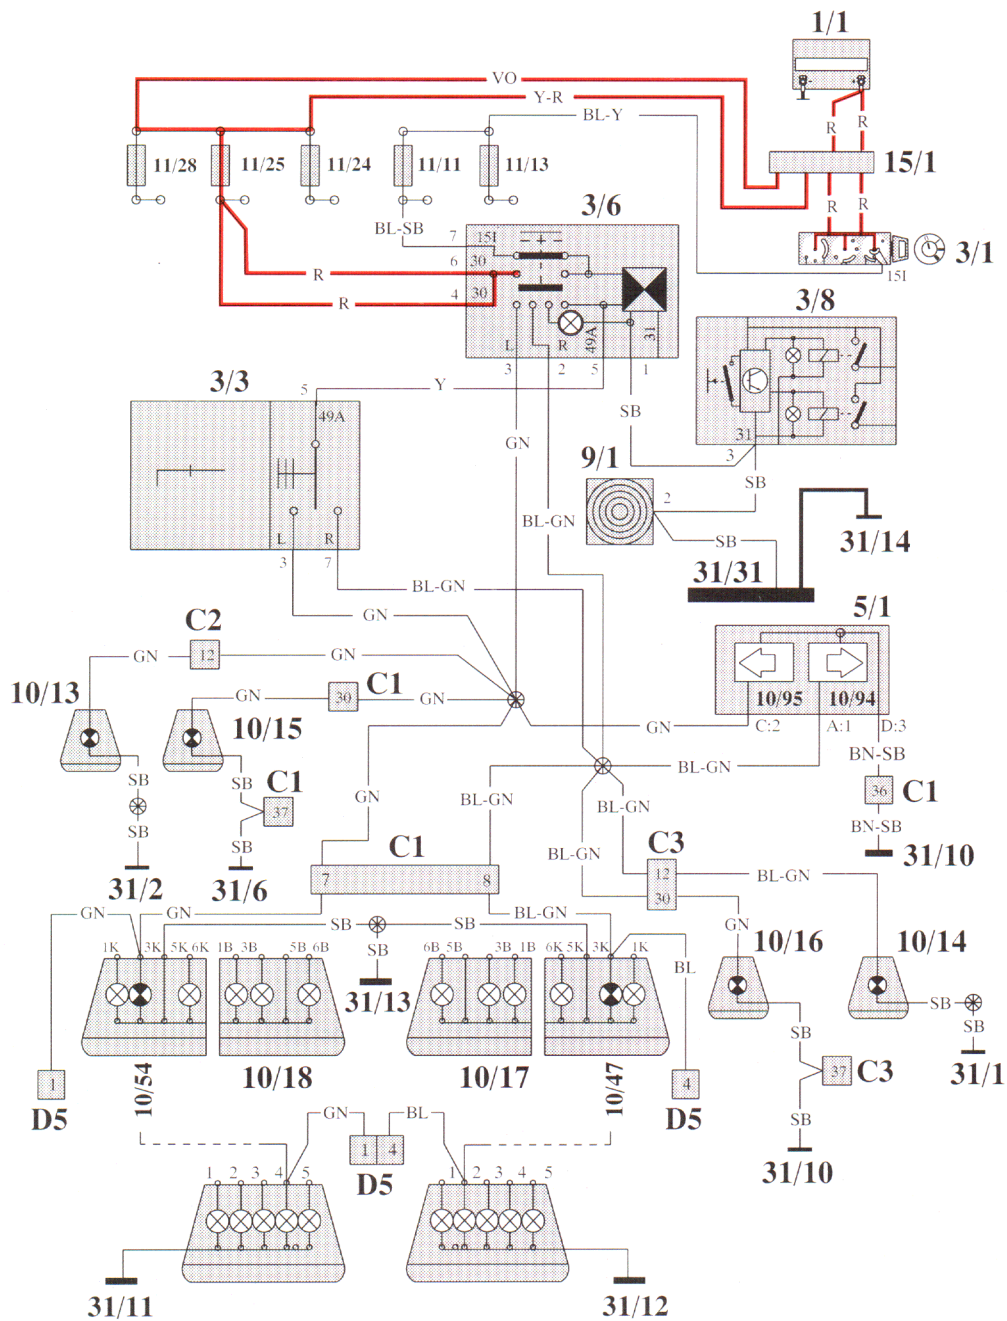 1/1
VO
Y-R
BL-Y
R R
11/28 11/25 11/24 11/11 11/13
15/1
R R
3/6
BL-SB
7 15I
6 30
4 30
R
R
3/1
15I
3/8
L R 49A 31
3 2 5 1
3/3
5
Y
49A
SB
GN
31
3
9/1
2
SB
BL-GN
SB
31/14
31/31
L R
3 7
BL-GN
GN
5/1
C2
GN 12 GN
10/13
C1
GN 30 GN
10/15
10/95 10/94
GN
C:2 A:1 D:3
BN-SB
BL-GN
36 C1
BN-SB
31/10
SB
SB
SB
C1
37
SB
31/2 31/6
GN
BL-GN
BL-GN
BL-GN
C3
12
30
BL-GN
C1
7 8
GN GN SB SB BL-GN
GN
1K 3K 5K 6K 1B 3B 5B 6B
6B 5B 3B 1B 6K 5K 3K 1K
SB
31/13
BL
10/16 10/14
SB
SB
31/1
SB
37 C3
SB
31/10
1
D5
10/54
10/18 10/17
10/47
4
D5
GN BL
1 4
D5
1 2 3 4 5
1 2 3 4 5
31/11 31/12